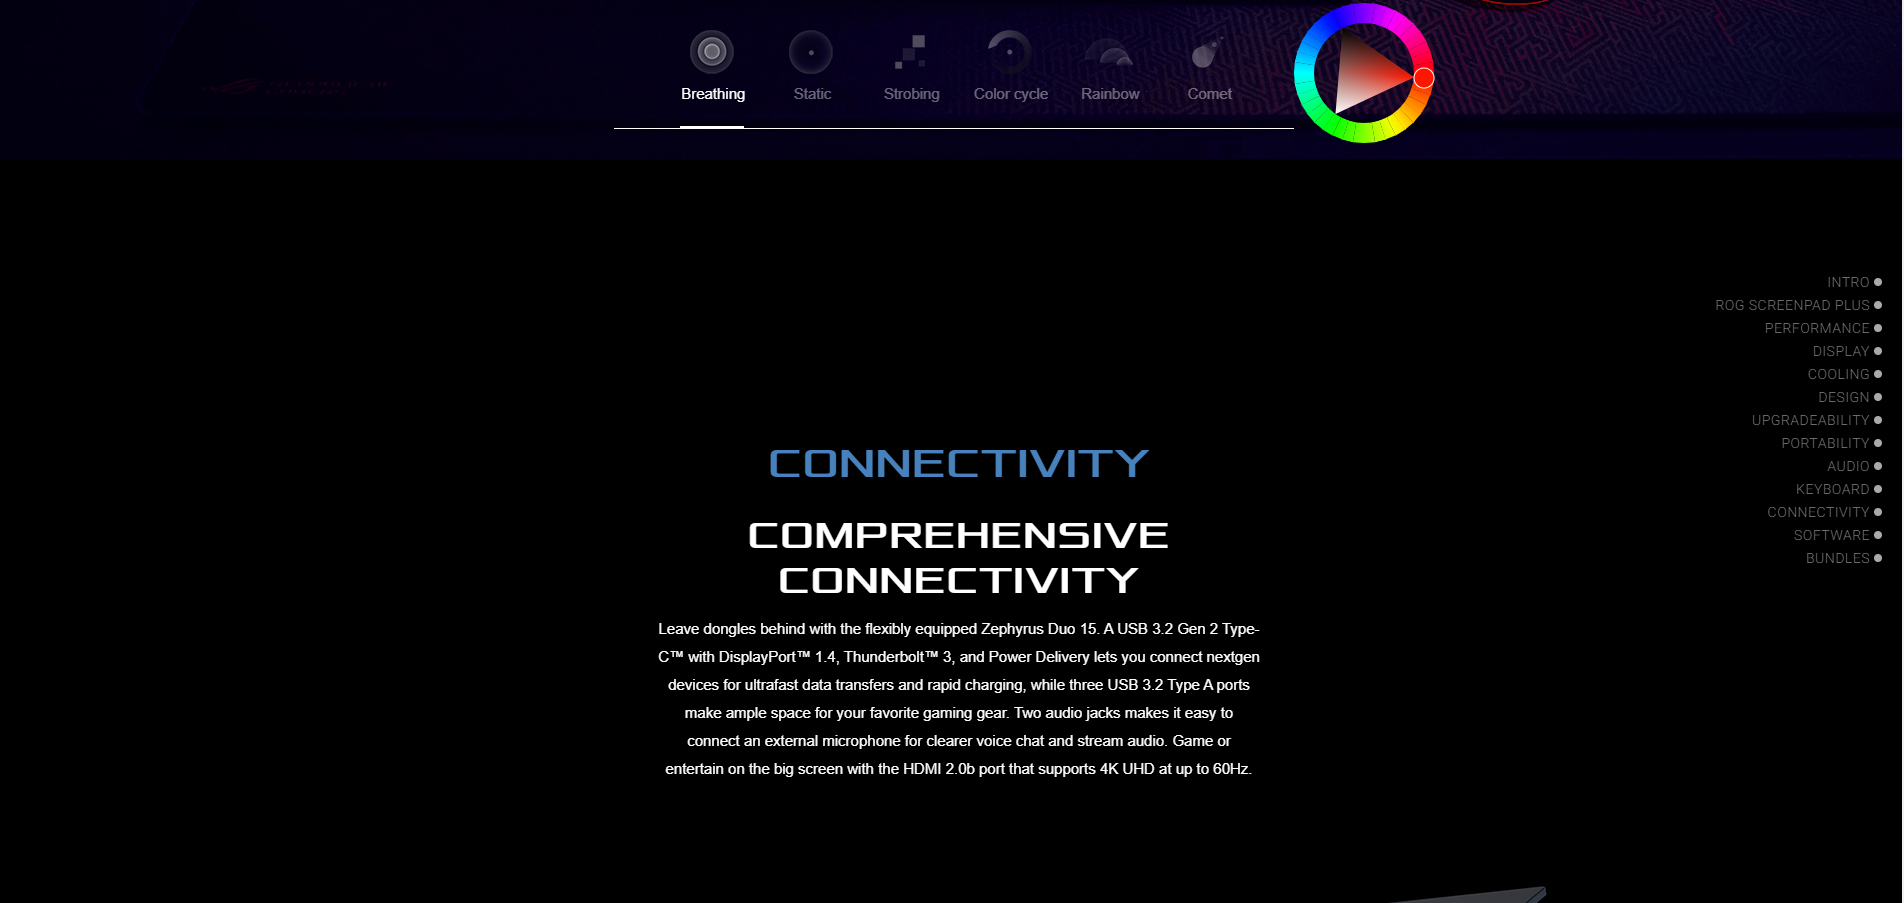 Breathing
Static
Strobing
Color cycle
Rainbow
Comet
INTRO
ROG SCREENPAD PLUS
PERFORMANCE
DISPLAY
COOLING
DESIGN
UPGRADEABILITY
PORTABILITY
AUDIO
KEYBOARD
CONNECTIVITY
SOFTWARE
BUNDLES
CONNECTIVITY
COMPREHENSIVE
CONNECTIVITY
Leave dongles behind with the flexibly equipped Zephyrus Duo 15. A USB 3.2 Gen 2 Type-
C™ with DisplayPort™ 1.4, Thunderbolt™ 3, and Power Delivery lets you connect nextgen
devices for ultrafast data transfers and rapid charging, while three USB 3.2 Type A ports
make ample space for your favorite gaming gear. Two audio jacks makes it easy to
connect an external microphone for clearer voice chat and stream audio. Game or
entertain on the big screen with the HDMI 2.0b port that supports 4K UHD at up to 60Hz.